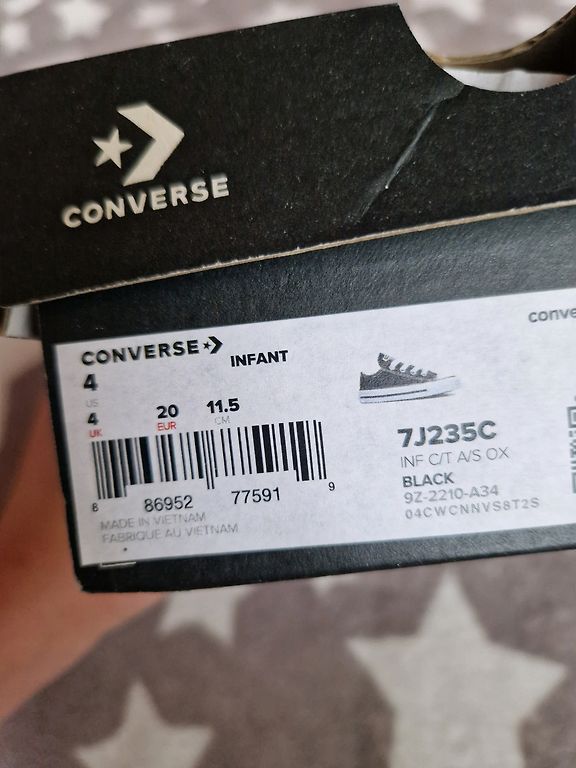 CONVERSE
CONVERSE
INFANT
4
US
4 20 11.5
UK EUR CM
8 86952 77591 9
MADE IN VIETNAM
FABRIQUE AU VIETNAM
conve
7J235C
INF C/T A/S OX
BLACK
9Z-2210-A34
04CWCNNVS8T2S